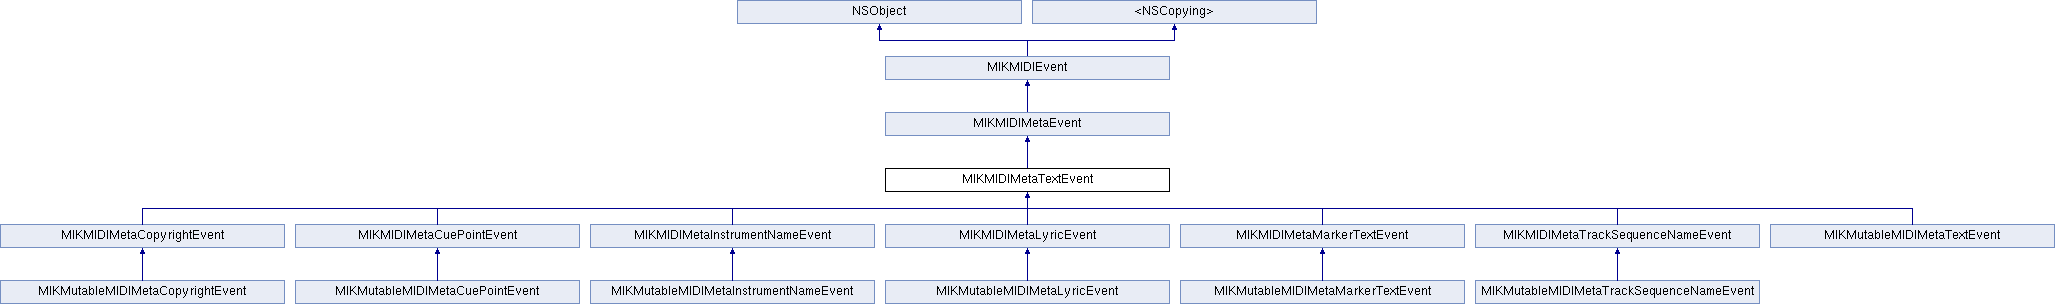 NSObject
<NSCopying>
MIKMIDIEvent
MIKMIDIMetaEvent
MIKMIDIMetaTextEvent
MIKMIDIMetaCopyrightEvent
MIKMIDIMetaCuePointEvent
MIKMIDIMetaInstrumentNameEvent
MIKMIDIMetaLyricEvent
MIKMIDIMetaMarkerTextEvent
MIKMIDIMetaTrackSequenceNameEvent
MIKMutableMIDIMetaTextEvent
MIKMutableMIDIMetaCopyrightEvent
MIKMutableMIDIMetaCuePointEvent
MIKMutableMIDIMetaInstrumentNameEvent
MIKMutableMIDIMetaLyricEvent
MIKMutableMIDIMetaMarkerTextEvent
MIKMutableMIDIMetaTrackSequenceNameEvent